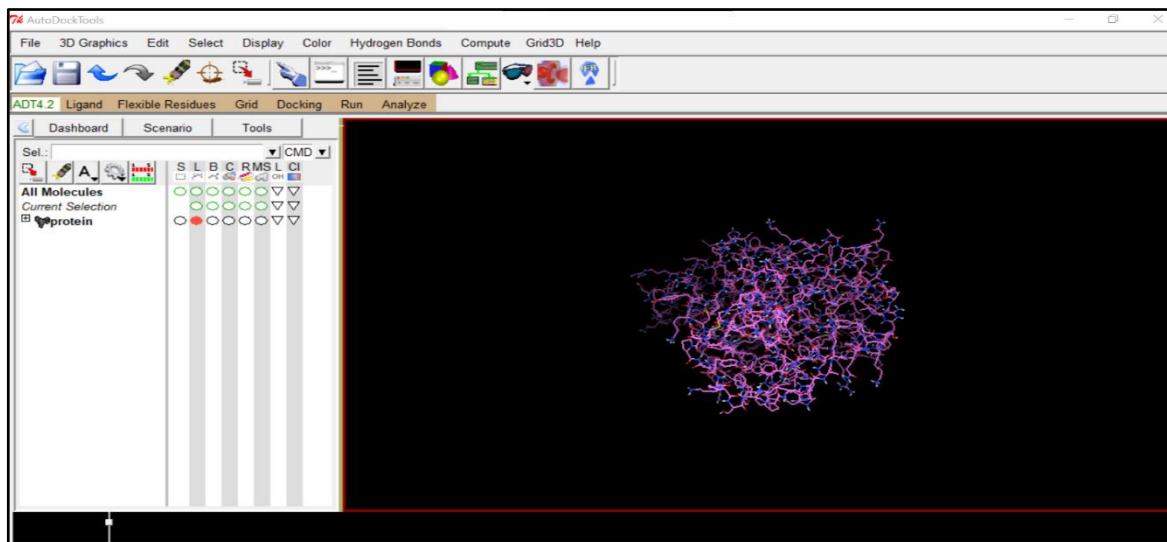 AutoDockTools
File 3D Graphics Edit Select Display Color Hydrogen Bonds Compute Grid3D Help
ADT4.2 Ligand Flexible Residues Grid Docking Run Analyze
Dashboard Scenario Tools
Sel.: CMD
A S L B C R MS L Cl
All Molecules
Current Selection
protein